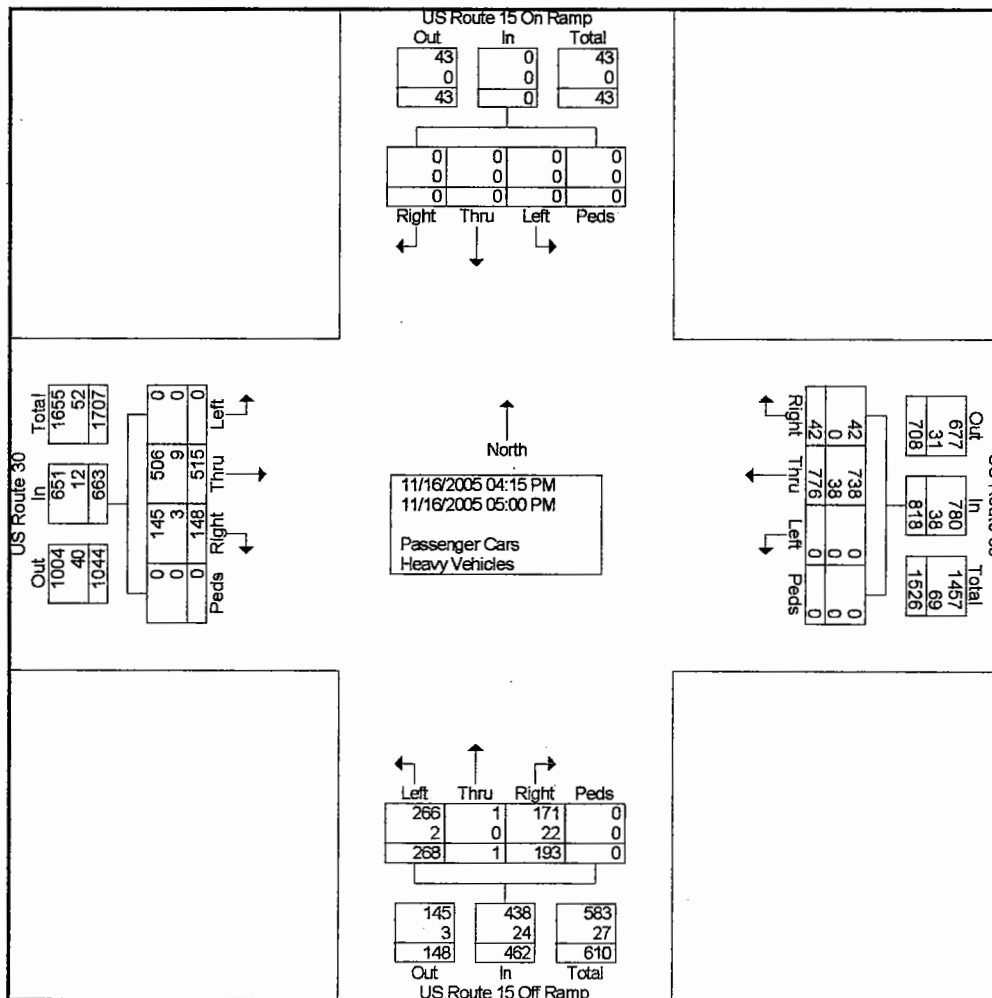 US Route 15 On Ramp
Out In Total
43 0 43
0 0 0
43 0 43
0 0 0 0
0 0 0 0
0 0 0 0
Right Thru Left Peds
US Route 30
Total In Out
1655 651 1004
52 12 40
1707 663 1044
Left Thru Right Peds
0 506 145 0
0 9 3 0
0 515 148 0
North
11/16/2005 04:15 PM
11/16/2005 05:00 PM
Passenger Cars
Heavy Vehicles
Right Thru Left Peds
42 738 0 0
0 38 0 0
42 776 0 0
Out In Total
677 780 1457
31 38 69
708 818 1526
Left Thru Right Peds
266 1 171 0
2 0 22 0
268 1 193 0
145 438 583
3 24 27
148 462 610
Out In Total
US Route 15 Off Ramp